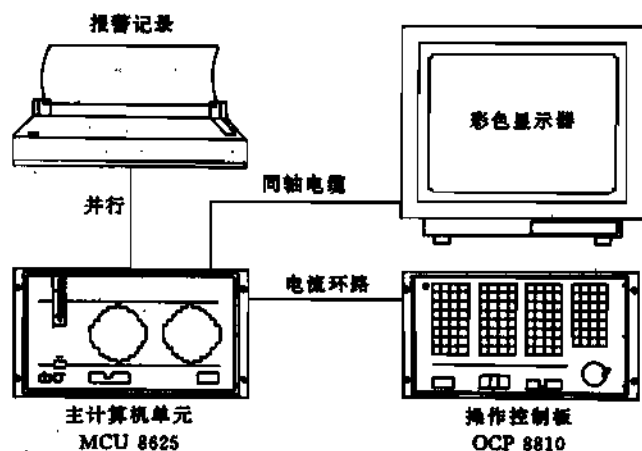 报警记录
彩色显示器
同轴电缆
并行
电流环路
主计算机单元
MCU 8625
操作控制板
OCP 8810